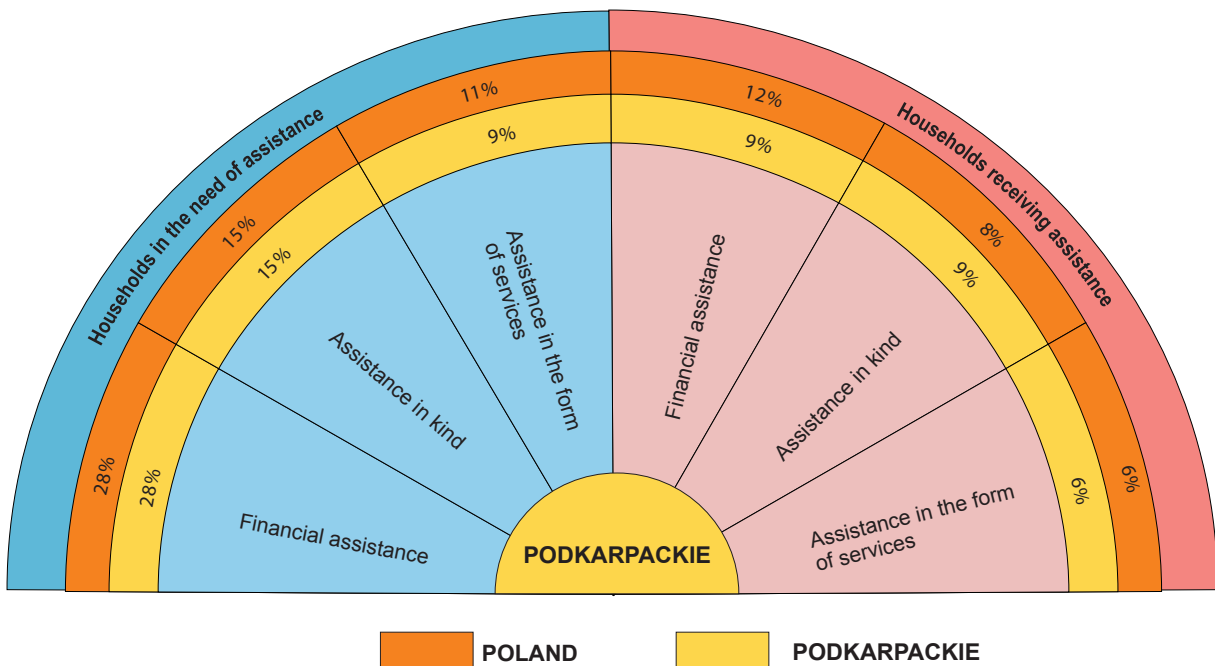 Households in the need of assistance
Households receiving assistance
11%
12%
9%
9%
15%
8%
15%
9%
28%
28%
6%
6%
Financial assistance
Assistance in kind
Assistance in the form
of services
Financial assistance
Assistance in kind
Assistance in the form
of services
PODKARPACKIE
POLAND
PODKARPACKIE